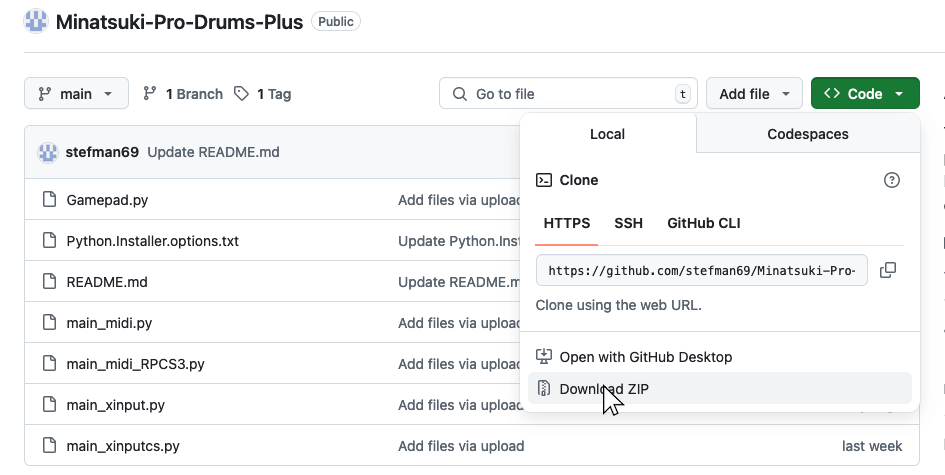 Minatsuki-Pro-Drums-Plus Public
main 1 Branch 1 Tag Go to file t Add file Code
Local Codespaces
stefman69 Update README.md
Clone
Gamepad.py Add files via upload
HTTPS SSH GitHub CLI
Python.Installer.options.txt Update Python.Inst
https://github.com/stefman69/Minatsuki-Pro-
README.md Update README.m
Clone using the web URL.
main_midi.py Add files via upload
Open with GitHub Desktop
main_midi_RPCS3.py Add files via upload
Download ZIP
main_xinput.py Add files via upload
main_xinputcs.py Add files via upload last week